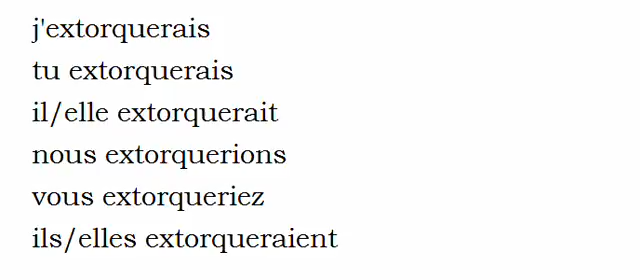 j'extorquerais
tu extorquerais
il/elle extorquerait
nous extorquerions
vous extorqueriez
ils/elles extorqueraient